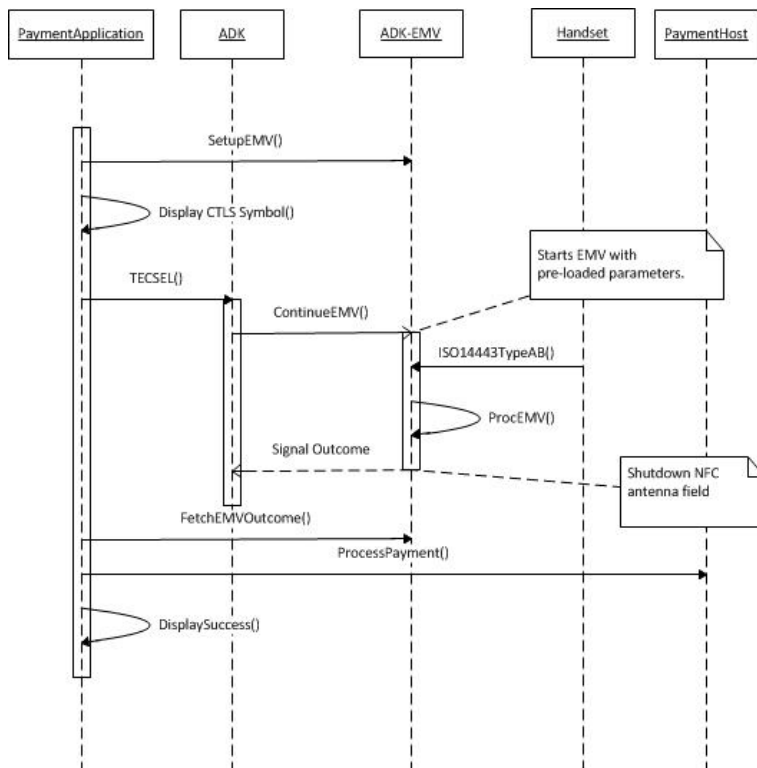 PaymentApplication
ADK
ADK-EMV
Handset
PaymentHost
SetupEMV()
Display CTLS Symbol()
Starts EMV with
pre-loaded parameters.
TECSEL()
ContinueEMV()
ISO14443TypeAB()
ProcEMV()
Signal Outcome
Shutdown NFC
antenna field
FetchEMVOutcome()
ProcessPayment()
DisplaySuccess()